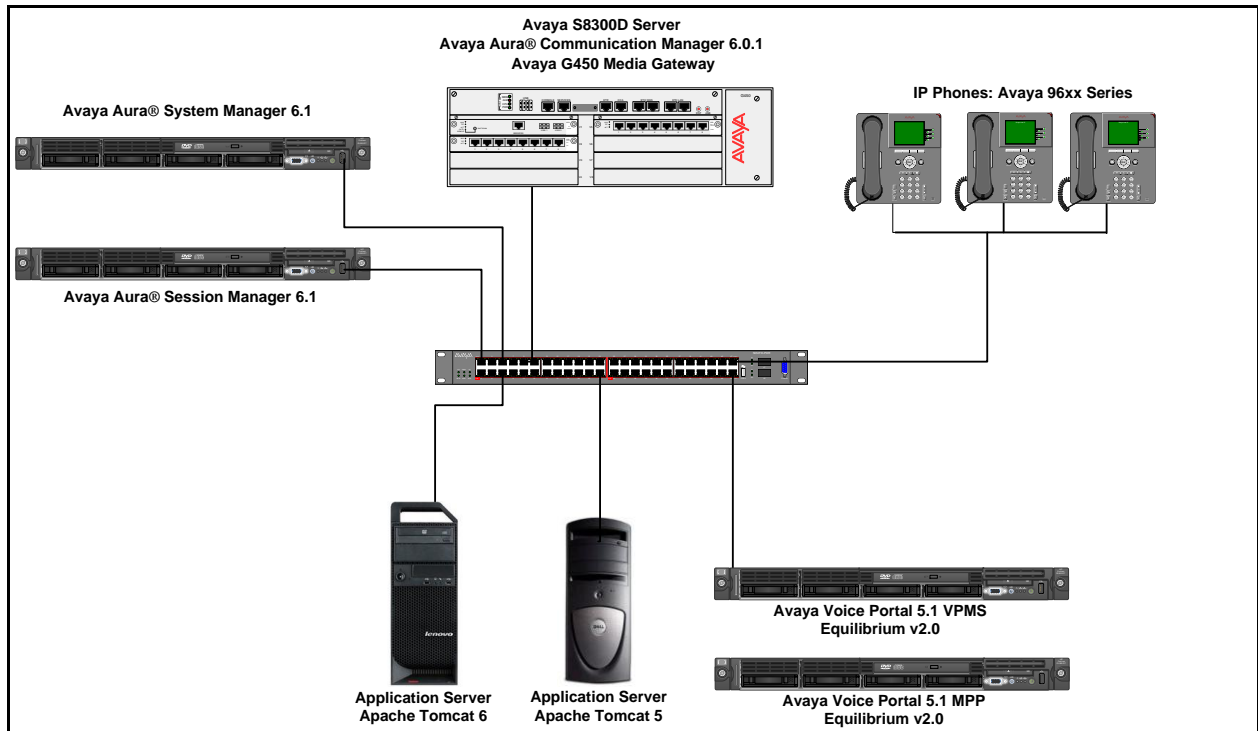 Avaya S8300D Server
Avaya Aura® Communication Manager 6.0.1
Avaya G450 Media Gateway
AVAYA
IP Phones: Avaya 96xx Series
Avaya Aura® System Manager 6.1
Avaya Aura® Session Manager 6.1
AVAYA
lenovo
DELL
Application Server
Apache Tomcat 6
Application Server
Apache Tomcat 5
Avaya Voice Portal 5.1 VPMS
Equilibrium v2.0
Avaya Voice Portal 5.1 MPP
Equilibrium v2.0